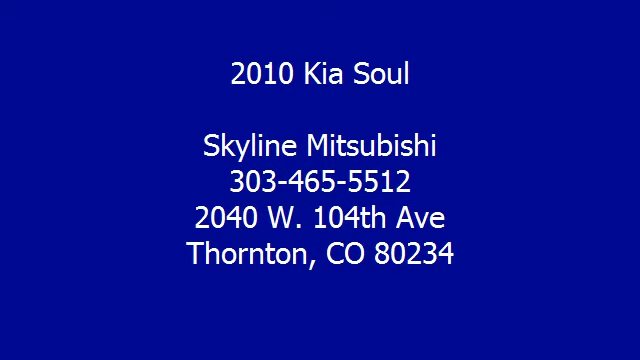 2010 Kia Soul
Skyline Mitsubishi
303-465-5512
2040 W. 104th Ave
Thornton, CO 80234